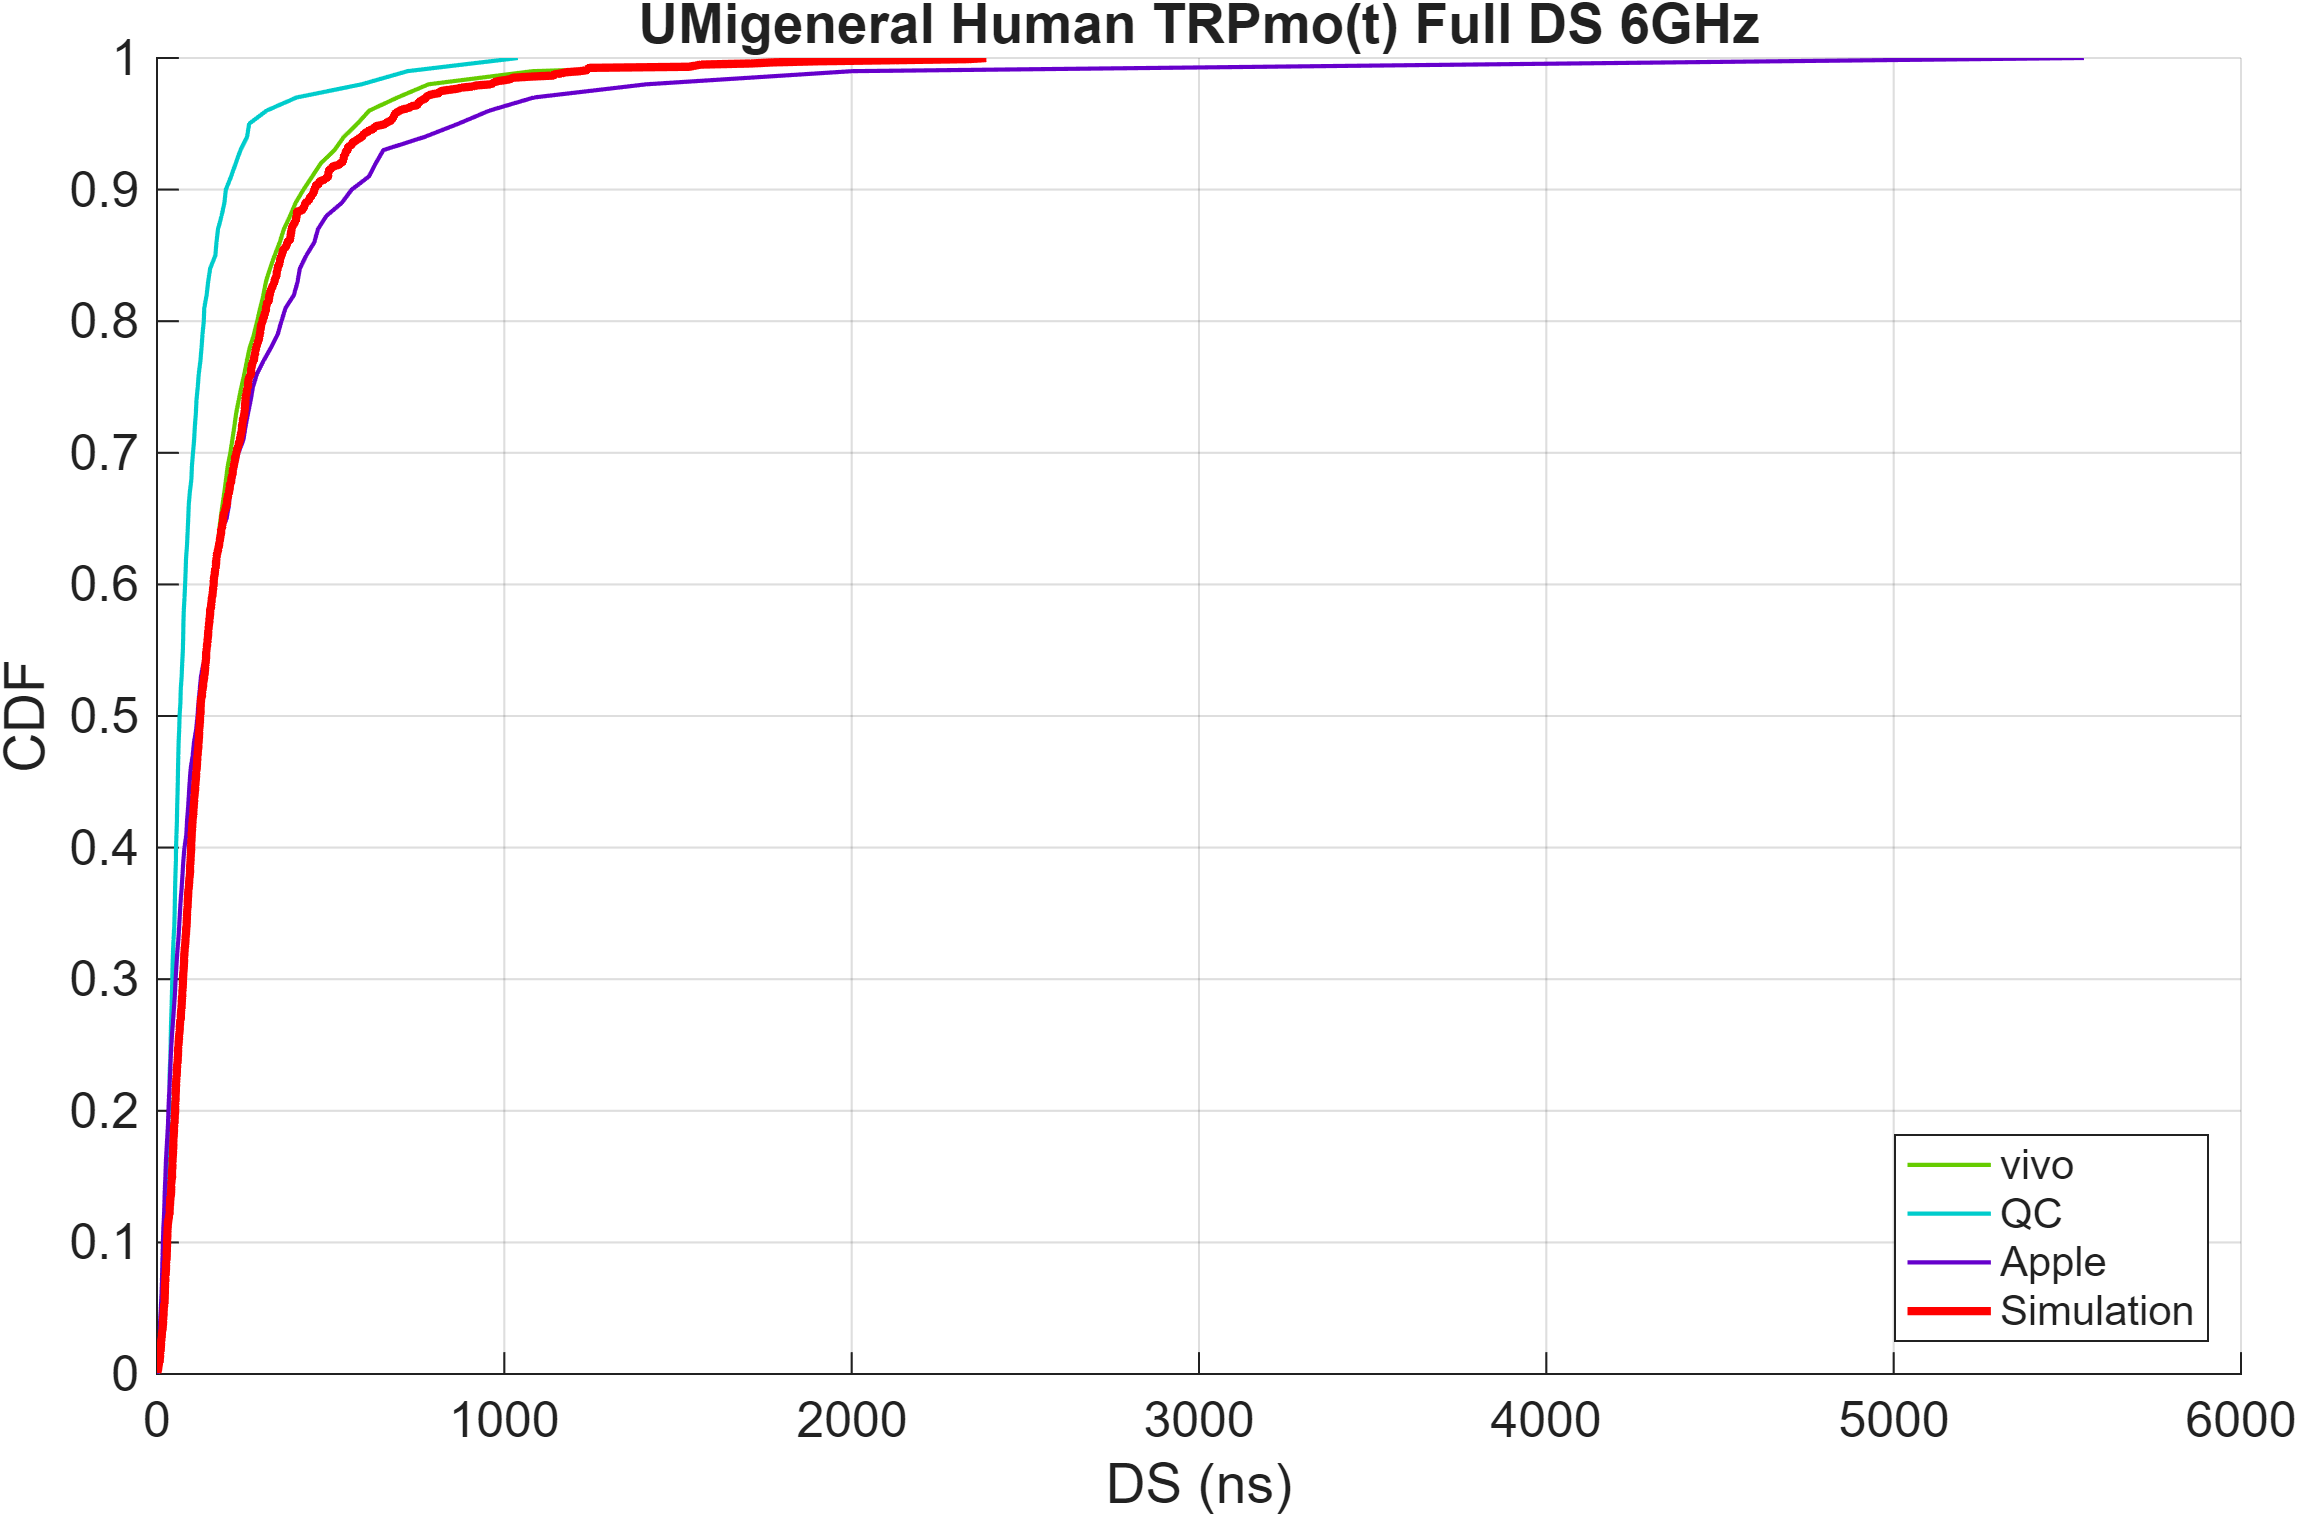 UMigeneral Human TRPmo(t) Full DS 6GHz
1
0.9
0.8
0.7
0.6
0.5
0.4
0.3
0.2
0.1
0
CDF
vivo
QC
Apple
Simulation
0 1000 2000 3000 4000 5000 6000
DS (ns)